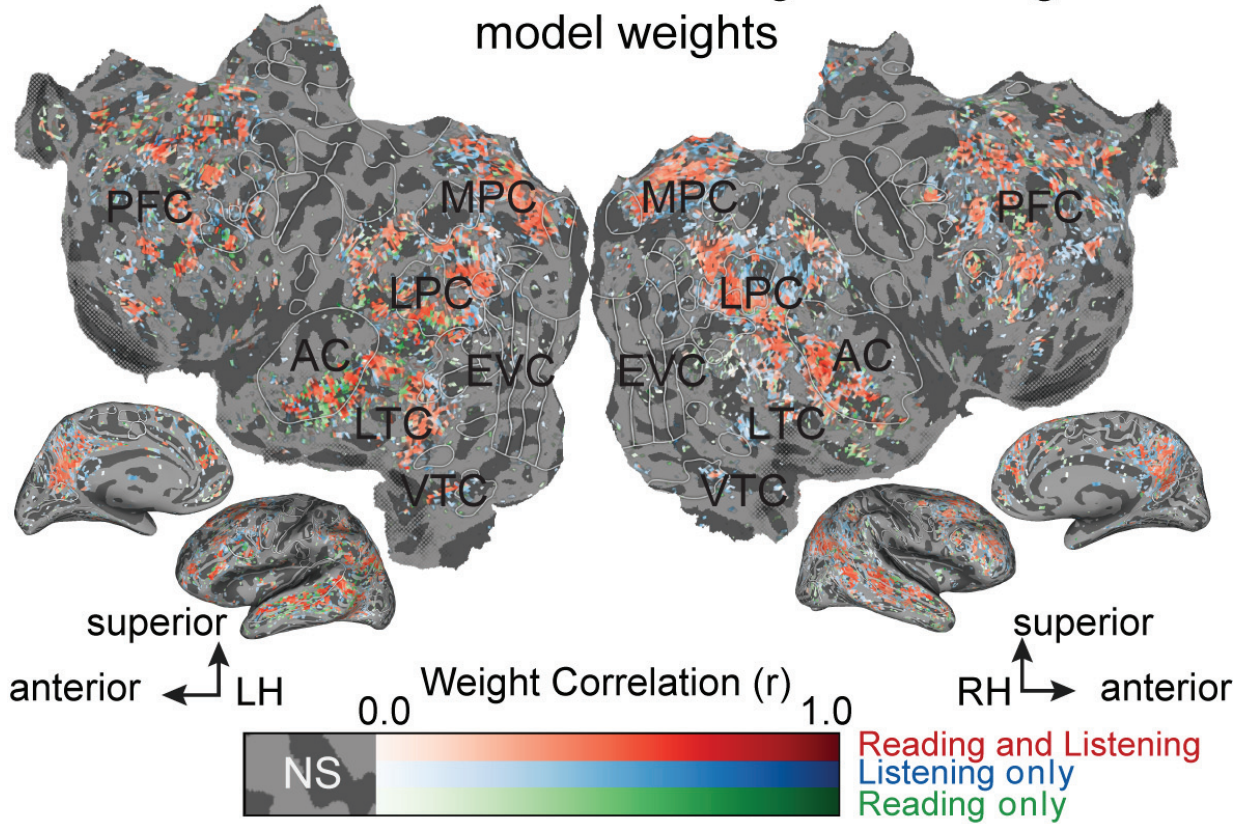 model weights
PFC
MPC
MPC
PFC
LPC
LPC
AC
EVC
EVC
AC
LTC
LTC
VTC
VTC
superior
superior
anterior
LH
RH
anterior
Weight Correlation (r)
0.0
1.0
NS
Reading and Listening
Listening only
Reading only